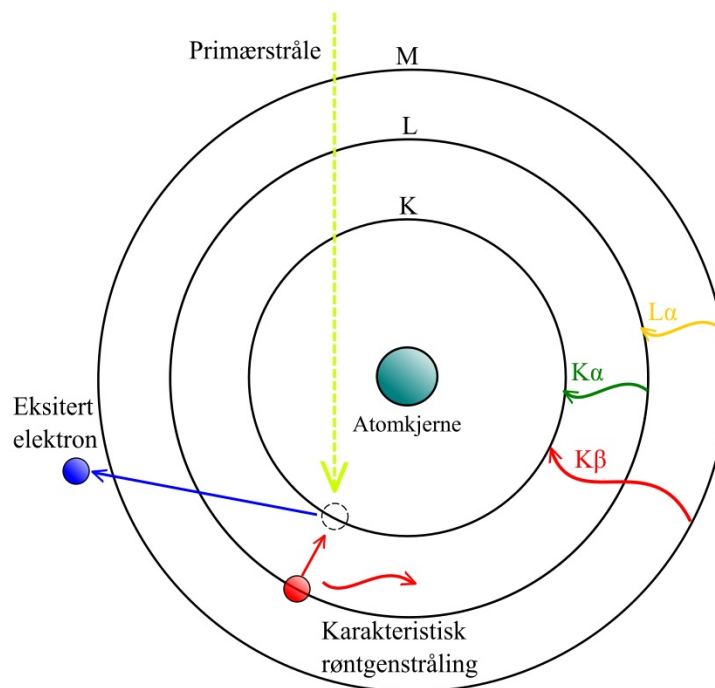 Primærstråle
M
L
K
Lα
Kα
Atomkjerne
Eksitert
elektron
Kβ
Karakteristisk
røntgenstråling